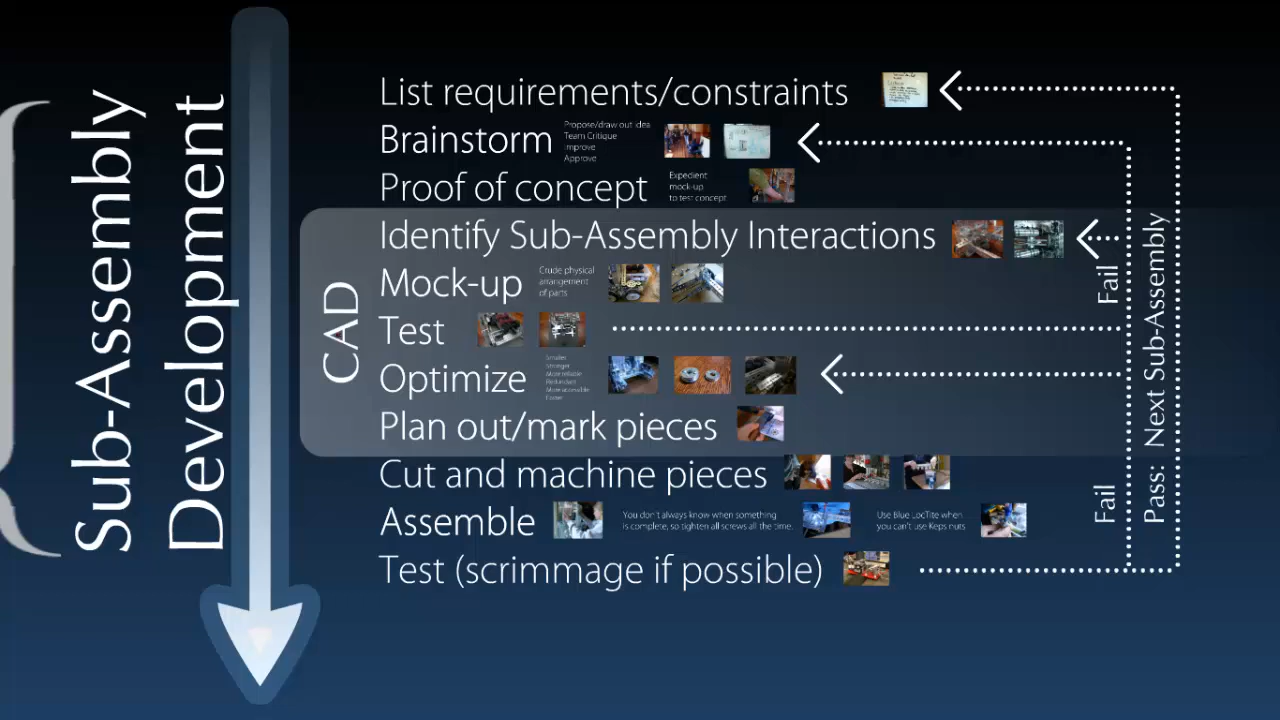 Sub-Assembly
Development
List requirements/constraints
Brainstorm
Propose/draw out idea
Team Critique
Improve
Approve
Proof of concept
Expedient
mock-up
to test concept
CAD
Identify Sub-Assembly Interactions
Mock-up
Crude physical
arrangement
of parts
Test
Optimize
Smaller
Stronger
More reliable
Redundant
More accessible
Plan out/mark pieces
Cut and machine pieces
Assemble
You don't always know when something
is complete, so tighten all screws all the time.
Use Blue LocTite when
you can't use Keps nuts
Test (scrimmage if possible)
Fail
Fail
Pass: Next Sub-Assembly